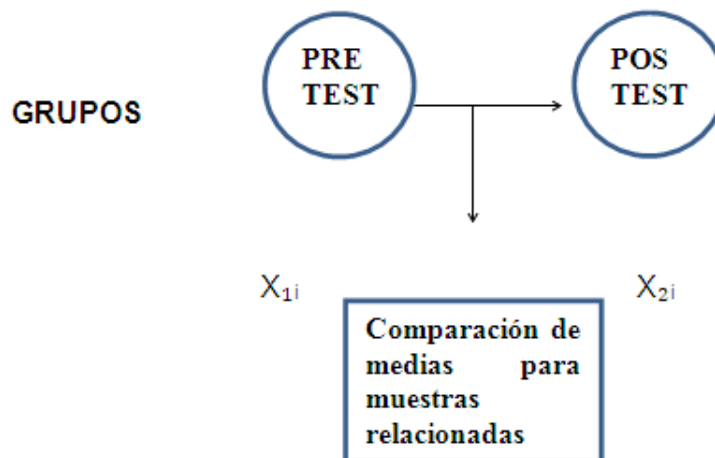 PRE
TEST
POS
TEST
GRUPOS
X1i
X2i
Comparación de
medias para
muestras
relacionadas